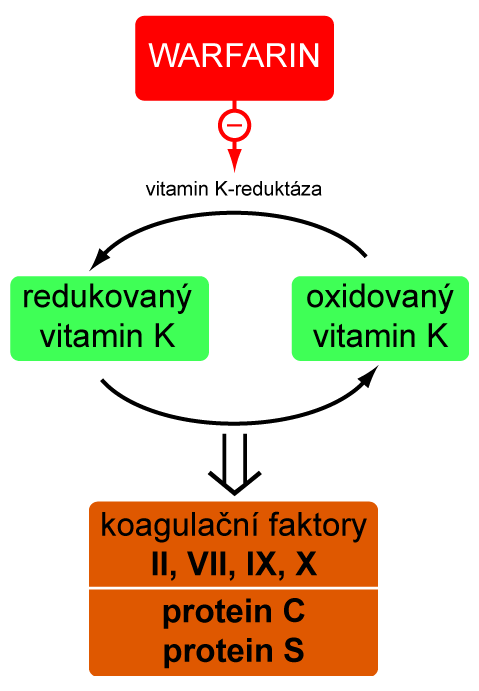 WARFARIN
−
vitamin K-reduktáza
redukovaný
vitamin K
oxidovaný
vitamin K
koagulační faktory
II, VII, IX, X
protein C
protein S